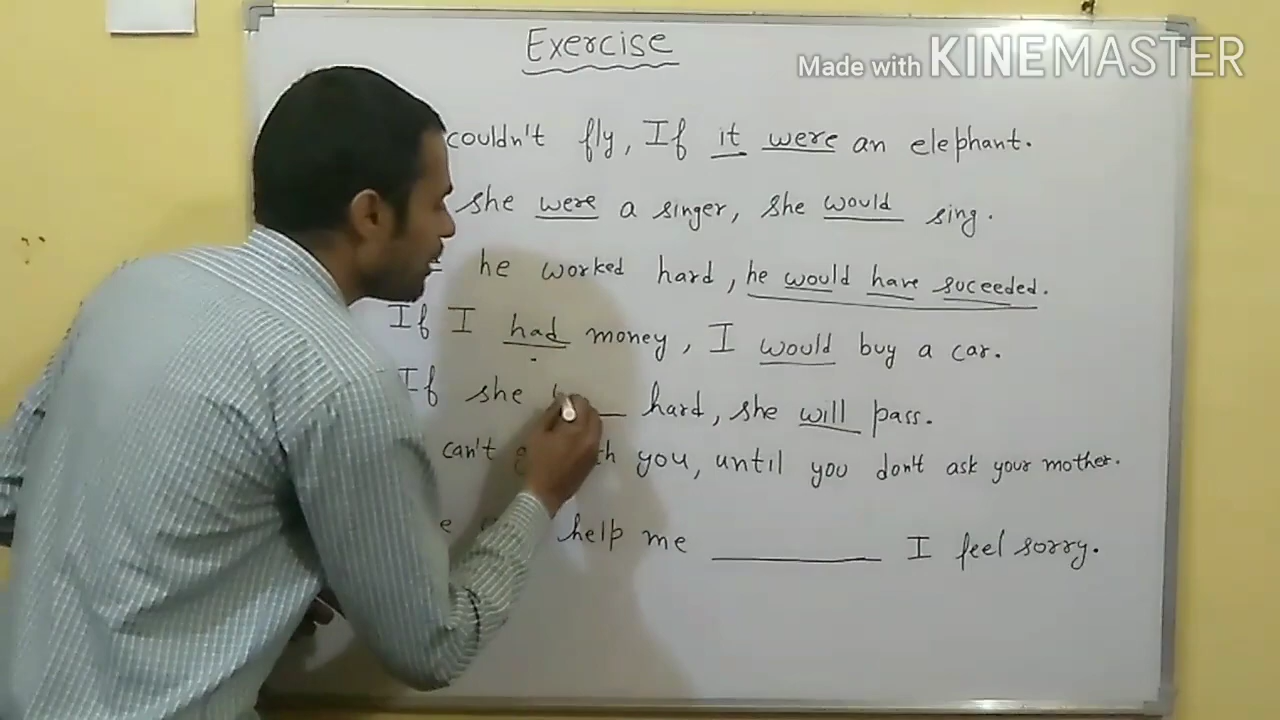 Exercise
Made with KINEMASTER
couldn't fly, If it were an elephant.
she were a singer, she would sing.
he worked hard, he would have suceeded.
If I had money, I would buy a car.
If she hard, she will pass.
can't you, until you don't ask your mother.
help me __________ I feel sorry.